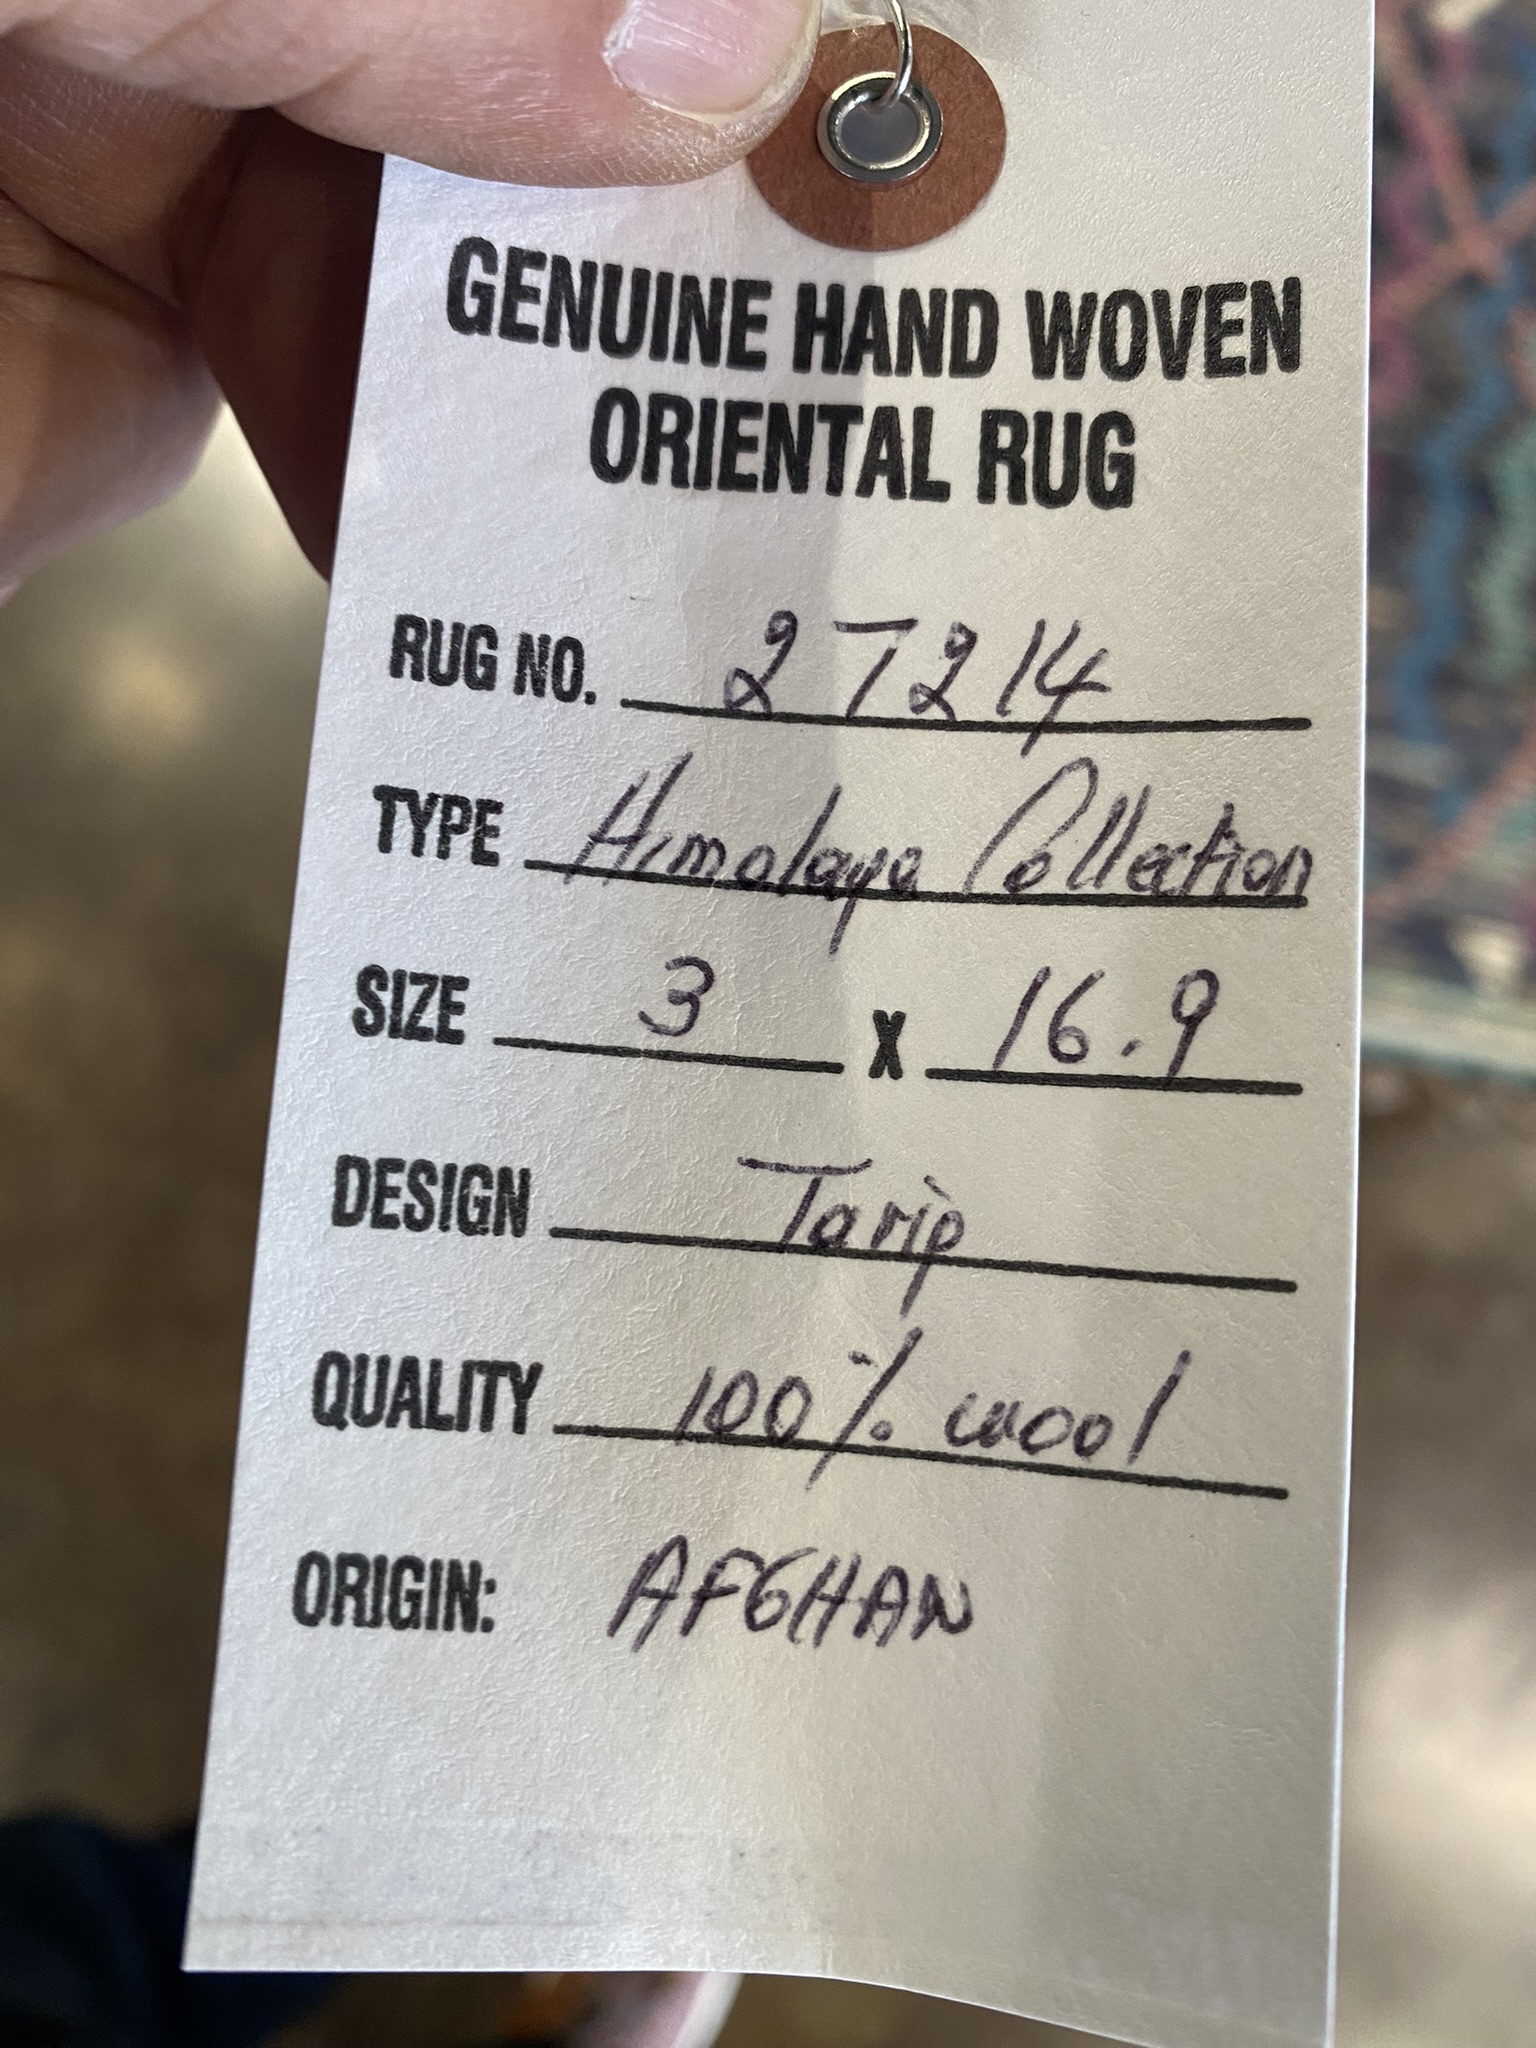 GENUINE HAND WOVEN
ORIENTAL RUG
RUG NO. 27214
TYPE Himalaya Collection
SIZE 3 X 16.9
DESIGN Tarip
QUALITY 100% wool
ORIGIN: AFGHAN